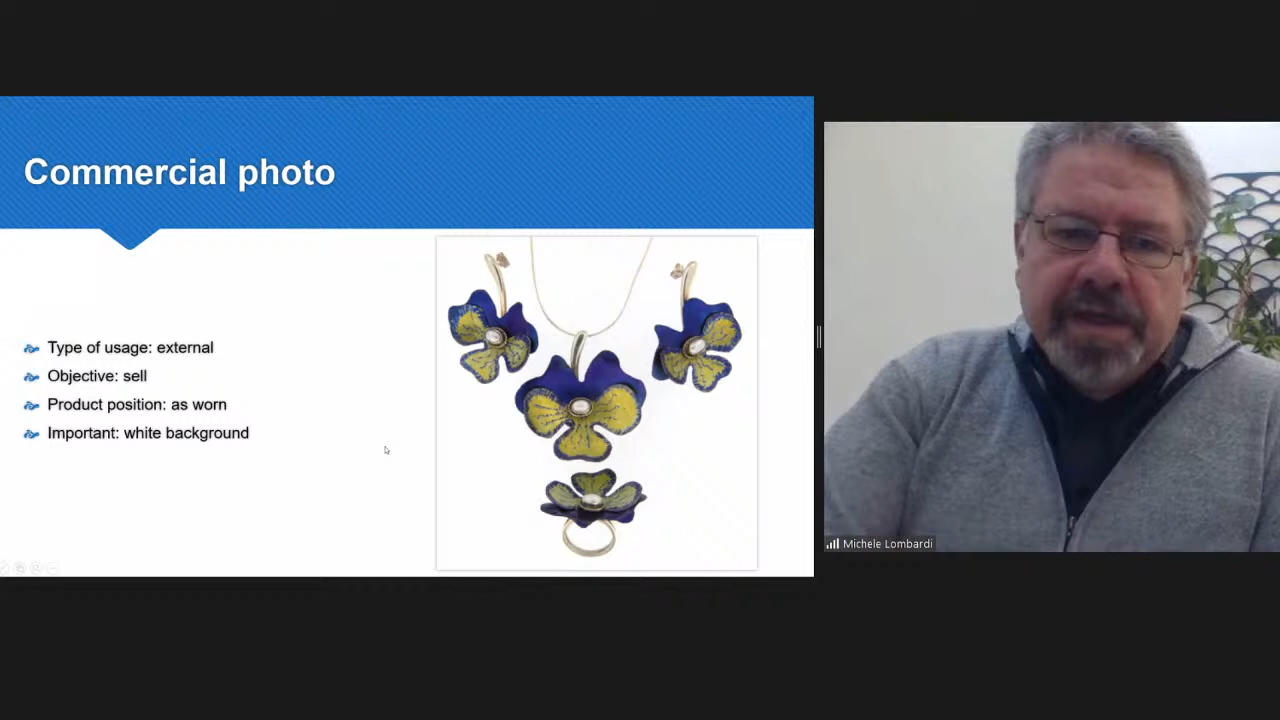 Commercial photo
Type of usage: external
Objective: sell
Product position: as worn
Important: white background
Michele Lombardi